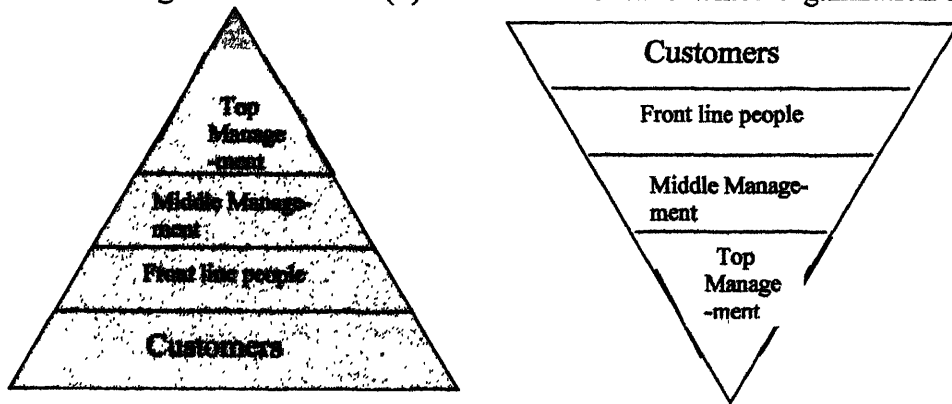 Top
Manage
-ment
Middle Manage-
ment
Front line people
Customers
Customers
Front line people
Middle Manage-
ment
Top
Manage
-ment